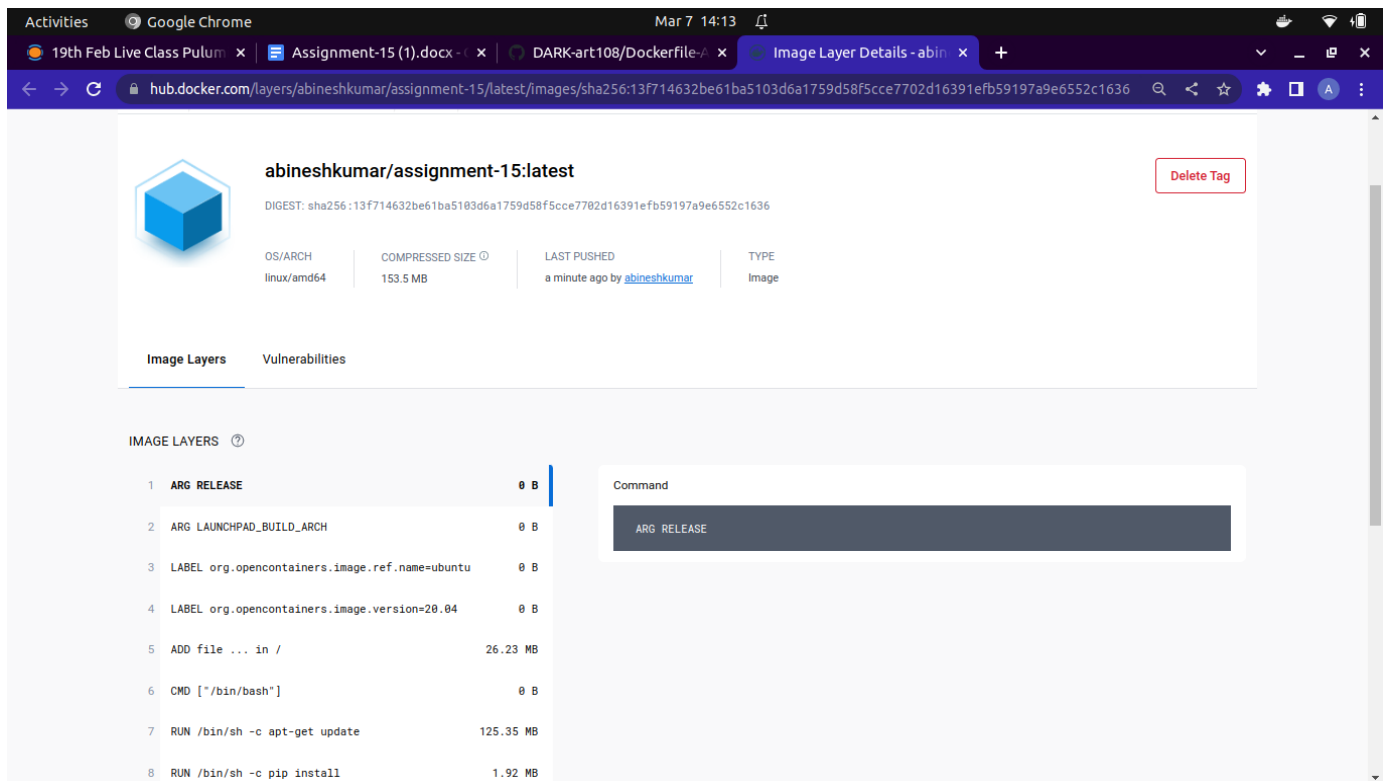 Activities Google Chrome Mar 7 14:13
19th Feb Live Class Pulum Assignment-15 (1).docx - DARK-art108/Dockerfile-A Image Layer Details - abin
hub.docker.com/layers/abineshkumar/assignment-15/latest/images/sha256:13f714632be61ba5103d6a1759d58f5cce7702d16391efb59197a9e6552c1636 A
abineshkumar/assignment-15:latest
Delete Tag
DIGEST: sha256:13f714632be61ba5103d6a1759d58f5cce7702d16391efb59197a9e6552c1636
OS/ARCH COMPRESSED SIZE LAST PUSHED TYPE
linux/amd64 153.5 MB a minute ago by abineshkumar Image
Image Layers Vulnerabilities
IMAGE LAYERS
1 ARG RELEASE 0 B
Command
ARG RELEASE
2 ARG LAUNCHPAD_BUILD_ARCH 0 B
3 LABEL org.opencontainers.image.ref.name=ubuntu 0 B
4 LABEL org.opencontainers.image.version=20.04 0 B
5 ADD file ... in / 26.23 MB
6 CMD ["/bin/bash"] 0 B
7 RUN /bin/sh -c apt-get update 125.35 MB
8 RUN /bin/sh -c pip install 1.92 MB